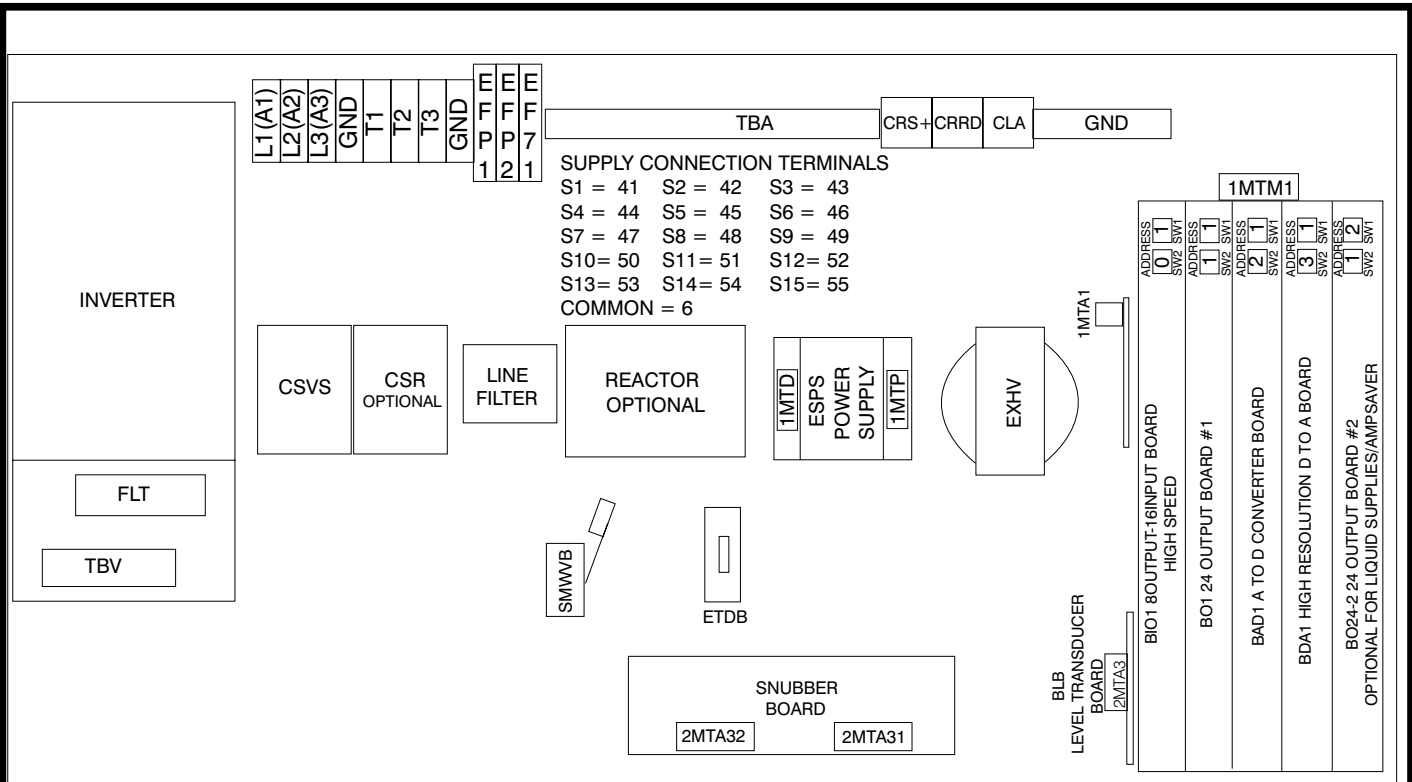 L1(A1)
L2(A2)
L3(A3)
GND
T1
T2
T3
GND
EFP1
EFP2
EF71
TBA
CRS+
CRRD
CLA
GND
SUPPLY CONNECTION TERMINALS
S1 = 41 S2 = 42 S3 = 43
S4 = 44 S5 = 45 S6 = 46
S7 = 47 S8 = 48 S9 = 49
S10= 50 S11= 51 S12= 52
S13= 53 S14= 54 S15= 55
COMMON = 6
INVERTER
FLT
TBV
CSVS
CSR
OPTIONAL
LINE
FILTER
REACTOR
OPTIONAL
1MTD
ESPS
POWER
SUPPLY
1MTP
EXHV
SMWVB
ETDB
SNUBBER
BOARD
2MTA32
2MTA31
1MTA1
BLB
LEVEL TRANSDUCER
BOARD
2MTA3
1MTM1
ADDRESS
0 1
SW2 SW1
BIO1 8OUTPUT-16INPUT BOARD
HIGH SPEED
ADDRESS
1 1
SW2 SW1
BO1 24 OUTPUT BOARD #1
ADDRESS
2 1
SW2 SW1
BAD1 A TO D CONVERTER BOARD
ADDRESS
3 1
SW2 SW1
BDA1 HIGH RESOLUTION D TO A BOARD
ADDRESS
1 2
SW2 SW1
BO24-2 24 OUTPUT BOARD #2
OPTIONAL FOR LIQUID SUPPLIES/AMPSAVER